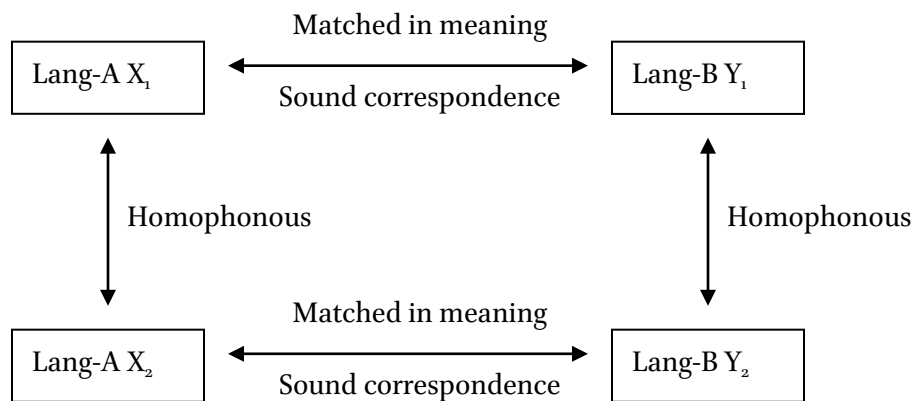 Matched in meaning
Lang-A X₁ Lang-B Y₁
Sound correspondence
Homophonous Homophonous
Matched in meaning
Lang-A X₂ Lang-B Y₂
Sound correspondence